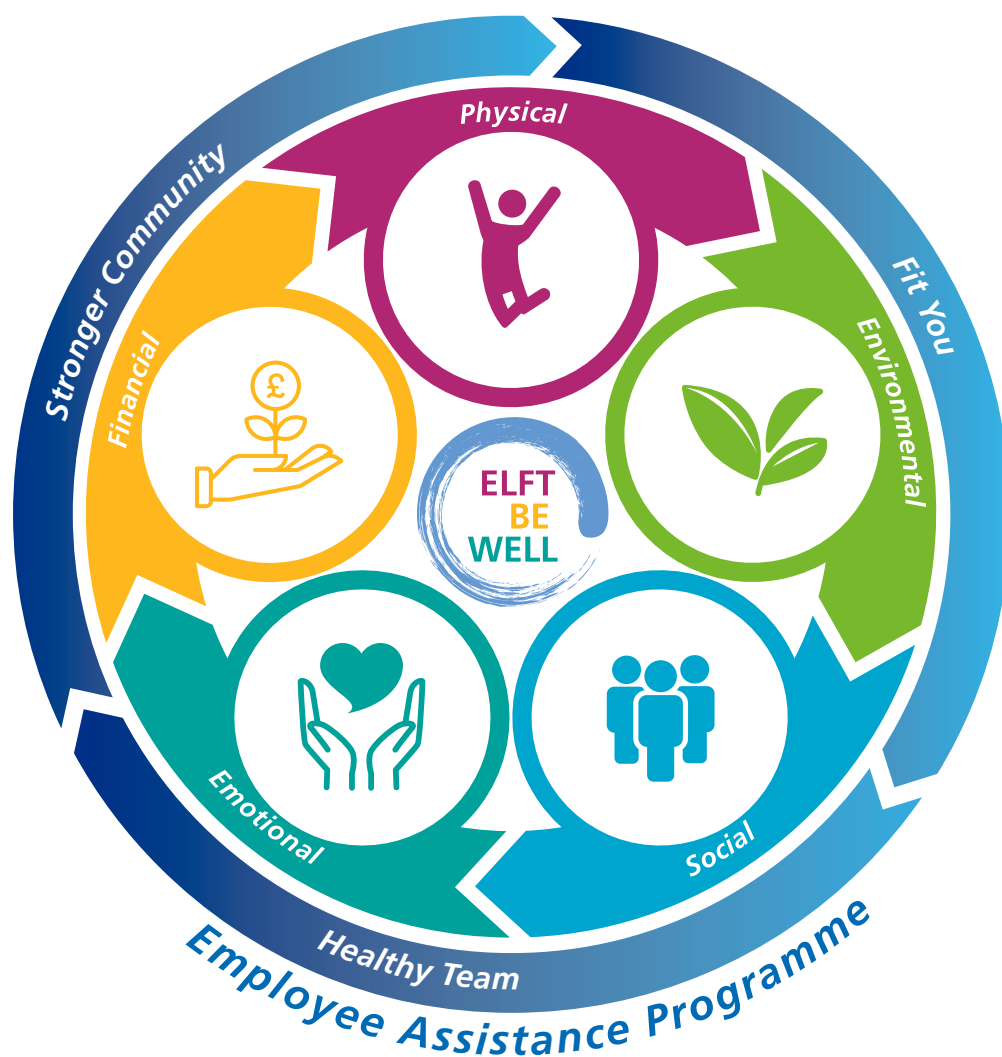 Physical
Stronger Community
Fit You
Environmental
Financial
£
ELFT
BE
WELL
Emotional
Social
Healthy Team
Employee Assistance Programme